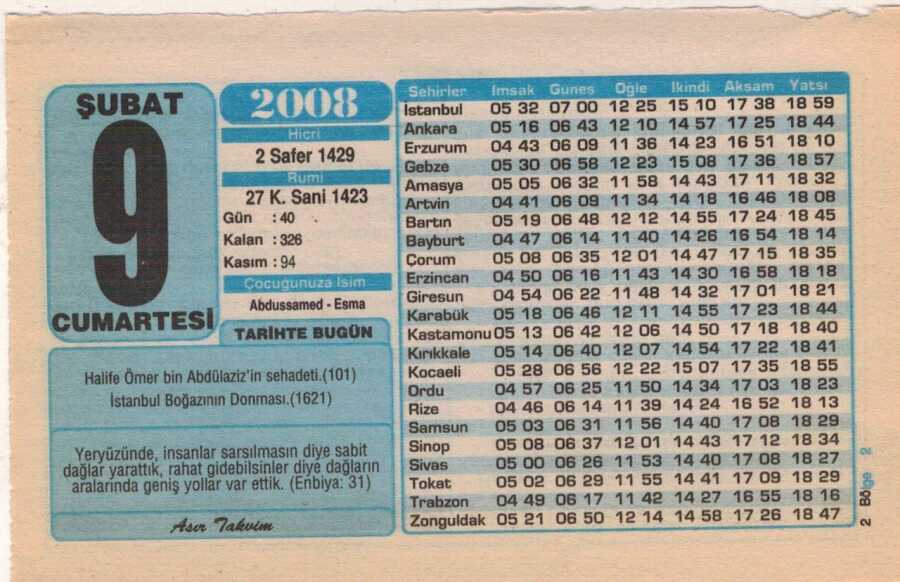 ŞUBAT
9
CUMARTESİ
2008
Hicri
2 Safer 1429
Rumi
27 K. Sani 1423
Gün : 40
Kalan : 326
Kasım : 94
Çocuğunuza İsim
Abdussamed - Esma
TARİHTE BUGÜN
Halife Ömer bin Abdülaziz'in sehadeti.(101)
İstanbul Boğazının Donması.(1621)
Yeryüzünde, insanlar sarsılmasın diye sabit
dağlar yarattık, rahat gidebilsinler diye dağların
aralarında geniş yollar var ettik. (Enbiya: 31)
Asır Takvim
Sehirler Imsak Gunes Oğle Ikindi Aksam Yatsı
İstanbul 05 32 07 00 12 25 15 10 17 38 18 59
Ankara 05 16 06 43 12 10 14 57 17 25 18 44
Erzurum 04 43 06 09 11 36 14 23 16 51 18 10
Gebze 05 30 06 58 12 23 15 08 17 36 18 57
Amasya 05 05 06 32 11 58 14 43 17 11 18 32
Artvin 04 41 06 09 11 34 14 18 16 46 18 08
Bartın 05 19 06 48 12 12 14 55 17 24 18 45
Bayburt 04 47 06 14 11 40 14 26 16 54 18 14
Çorum 05 08 06 35 12 01 14 47 17 15 18 35
Erzincan 04 50 06 16 11 43 14 30 16 58 18 18
Giresun 04 54 06 22 11 48 14 32 17 01 18 21
Karabük 05 18 06 46 12 11 14 55 17 23 18 44
Kastamonu 05 13 06 42 12 06 14 50 17 18 18 40
Kırıkkale 05 14 06 40 12 07 14 54 17 22 18 41
Kocaeli 05 28 06 56 12 22 15 07 17 35 18 55
Ordu 04 57 06 25 11 50 14 34 17 03 18 23
Rize 04 46 06 14 11 39 14 24 16 52 18 13
Samsun 05 03 06 31 11 56 14 40 17 08 18 29
Sinop 05 08 06 37 12 01 14 43 17 12 18 34
Sivas 05 00 06 26 11 53 14 40 17 08 18 27
Tokat 05 02 06 29 11 55 14 41 17 09 18 29
Trabzon 04 49 06 17 11 42 14 27 16 55 18 16
Zonguldak 05 21 06 50 12 14 14 58 17 26 18 47
2 Bölge 2